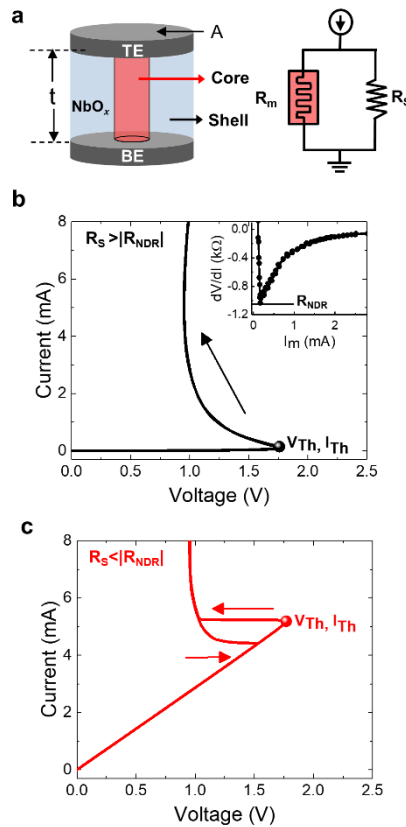 a
A
TE
t
NbOx
Core
Shell
BE
Rm
RS
b
RS>|RNDR|
Current (mA)
8
6
4
2
0
0.0 0.5 1.0 1.5 2.0 2.5
Voltage (V)
VTh, ITh
dV/dI (kΩ)
0.0
-0.4
-0.8
-1.2
RNDR
0 1 2
Im (mA)
c
RS<|RNDR|
Current (mA)
8
6
4
2
0
0.0 0.5 1.0 1.5 2.0 2.5
Voltage (V)
VTh, ITh